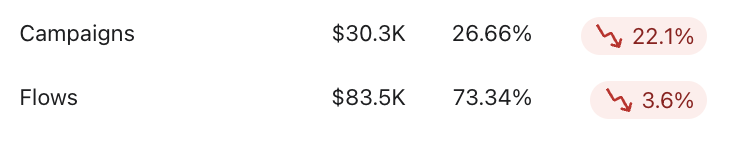 Campaigns $30.3K 26.66% 22.1%
Flows $83.5K 73.34% 3.6%